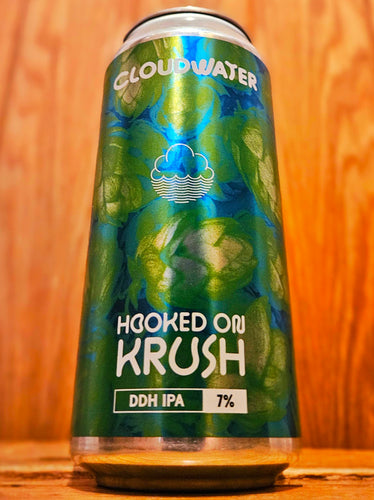 CLOUDWATER
HOOKED ON
KRUSH
DDH IPA 7%